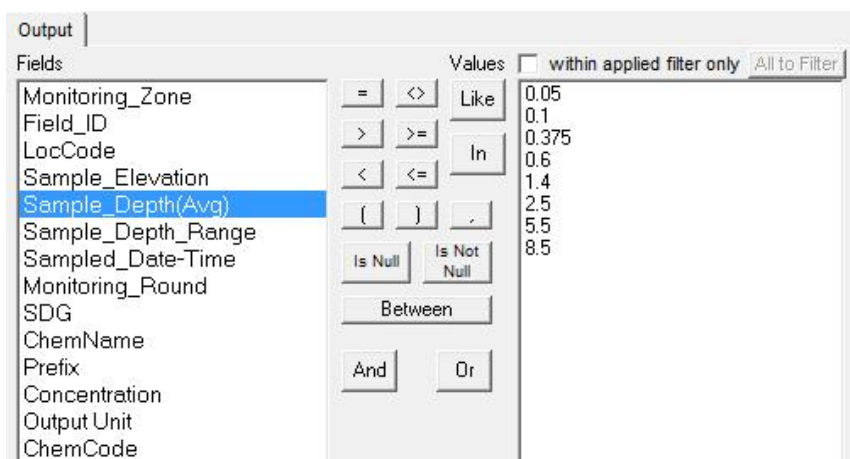 Output
Fields
Values
within applied filter only
All to Filter
Monitoring_Zone
Field_ID
LocCode
Sample_Elevation
Sample_Depth(Avg)
Sample_Depth_Range
Sampled_Date-Time
Monitoring_Round
SDG
ChemName
Prefix
Concentration
Output Unit
ChemCode
= <> Like
> >= In
< <=
( ) ,
Is Null Is Not
Null
Between
And Or
0.05
0.1
0.375
0.6
1.4
2.5
5.5
8.5